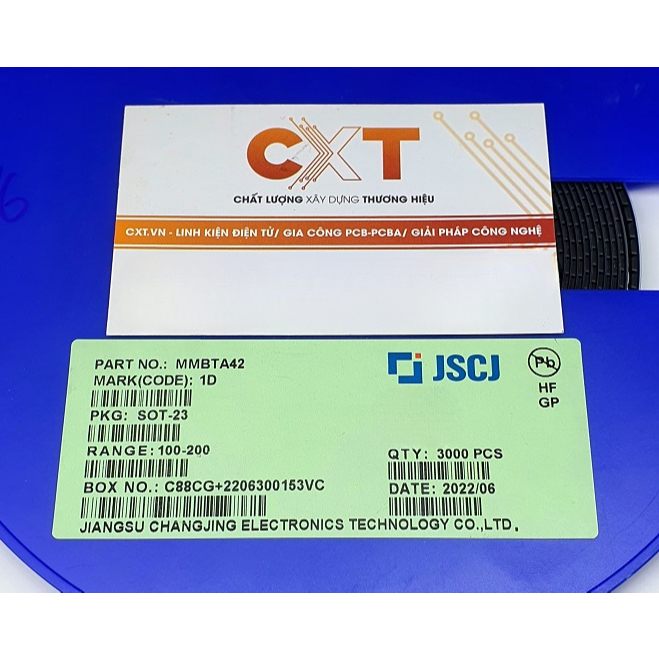 CXT
CHẤT LƯỢNG XÂY DỰNG THƯƠNG HIỆU
CXT.VN - LINH KIỆN ĐIỆN TỬ/ GIA CÔNG PCB-PCBA/ GIẢI PHÁP CÔNG NGHỆ
6
PART NO.: MMBTA42
MARK(CODE): 1D
PKG: SOT-23
RANGE: 100-200
BOX NO.: C88CG+2206300153VC
JSCJ
Pb
HF
GP
QTY: 3000 PCS
DATE: 2022/06
JIANGSU CHANGJING ELECTRONICS TECHNOLOGY CO.,LTD.